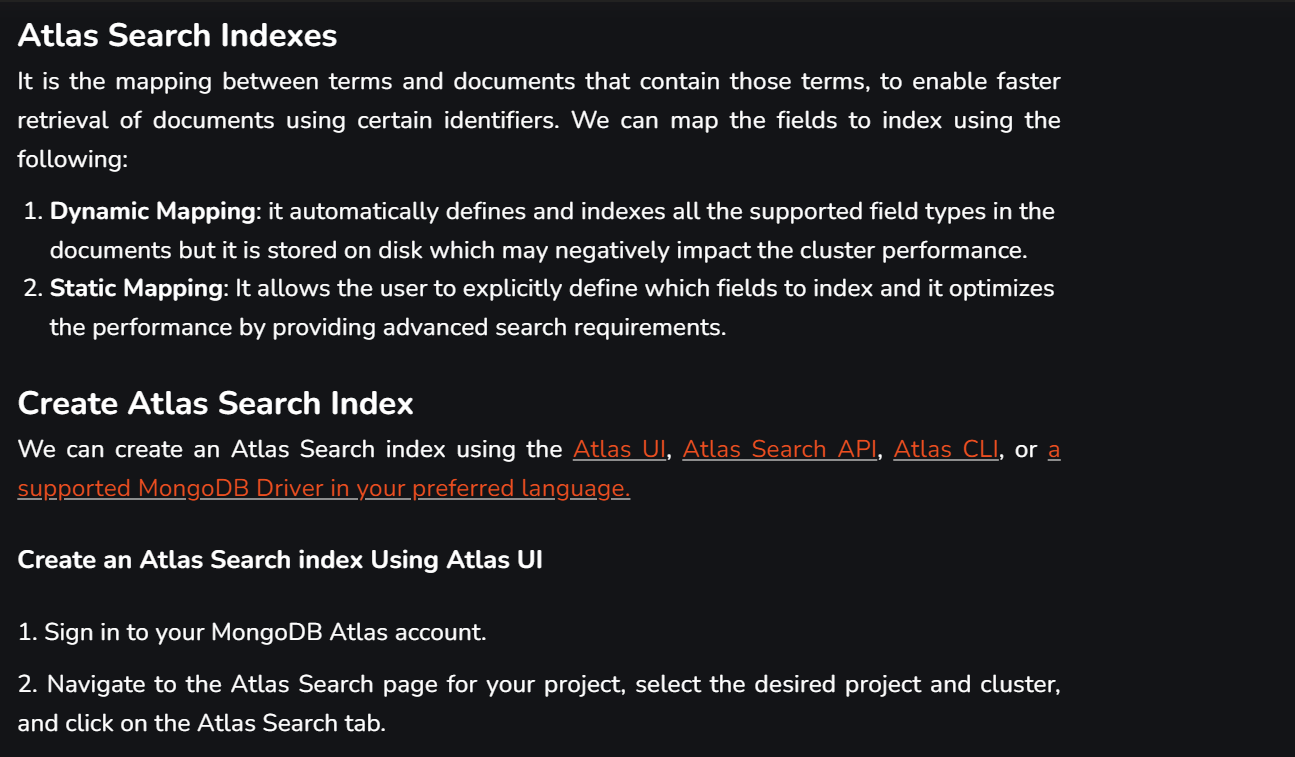 Atlas Search Indexes
It is the mapping between terms and documents that contain those terms, to enable faster
retrieval of documents using certain identifiers. We can map the fields to index using the
following:
1. Dynamic Mapping: it automatically defines and indexes all the supported field types in the
documents but it is stored on disk which may negatively impact the cluster performance.
2. Static Mapping: It allows the user to explicitly define which fields to index and it optimizes
the performance by providing advanced search requirements.
Create Atlas Search Index
We can create an Atlas Search index using the Atlas UI, Atlas Search API, Atlas CLI, or a
supported MongoDB Driver in your preferred language.
Create an Atlas Search index Using Atlas UI
1. Sign in to your MongoDB Atlas account.
2. Navigate to the Atlas Search page for your project, select the desired project and cluster,
and click on the Atlas Search tab.